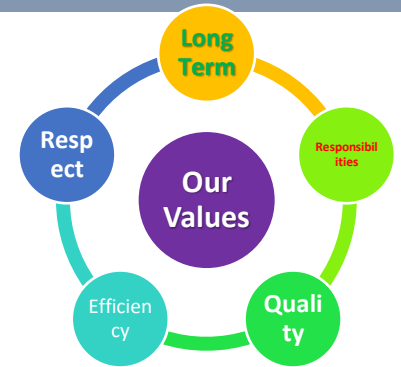 Long
Term
Responsibil
ities
Quali
ty
Efficien
cy
Resp
ect
Our
Values